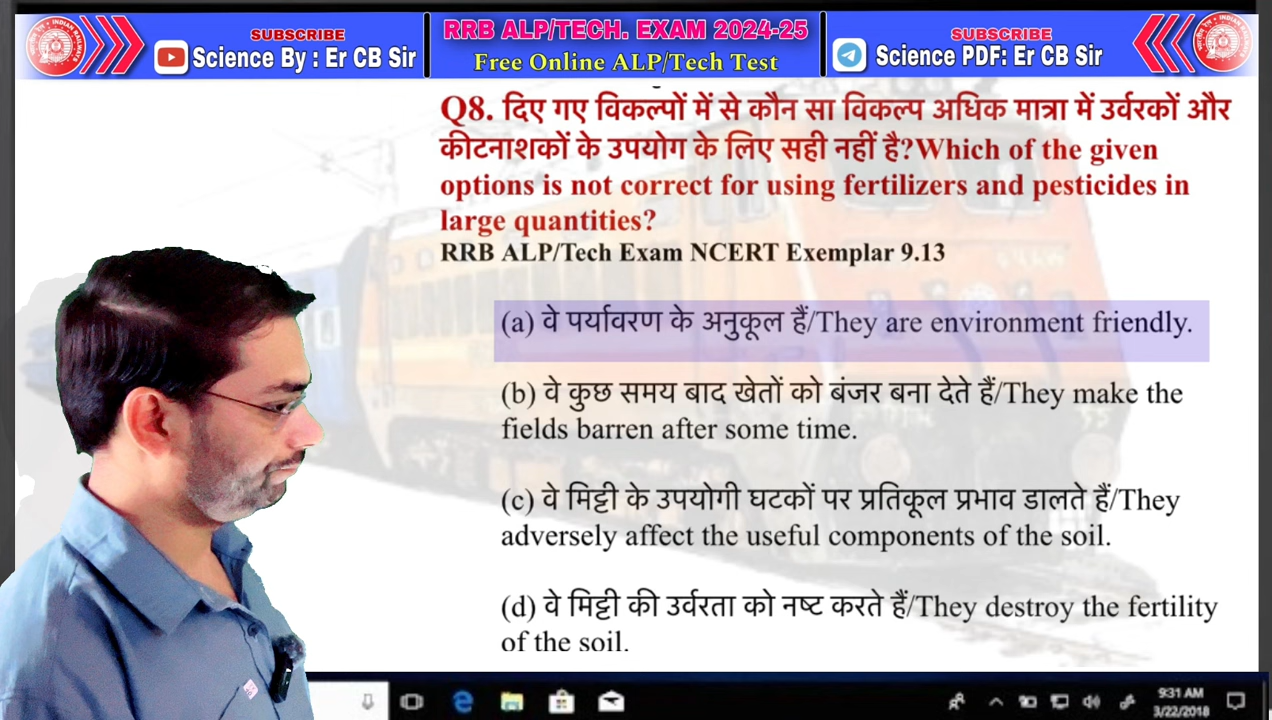 SUBSCRIBE
Science By : Er CB Sir
RRB ALP/TECH. EXAM 2024-25
Free Online ALP/Tech Test
SUBSCRIBE
Science PDF: Er CB Sir
Q8. दिए गए विकल्पों में से कौन सा विकल्प अधिक मात्रा में उर्वरकों और
कीटनाशकों के उपयोग के लिए सही नहीं है?Which of the given
options is not correct for using fertilizers and pesticides in
large quantities?
RRB ALP/Tech Exam NCERT Exemplar 9.13
(a) वे पर्यावरण के अनुकूल हैं/They are environment friendly.
(b) वे कुछ समय बाद खेतों को बंजर बना देते हैं/They make the
fields barren after some time.
(c) वे मिट्टी के उपयोगी घटकों पर प्रतिकूल प्रभाव डालते हैं/They
adversely affect the useful components of the soil.
(d) वे मिट्टी की उर्वरता को नष्ट करते हैं/They destroy the fertility
of the soil.
9:31 AM
3/22/2018